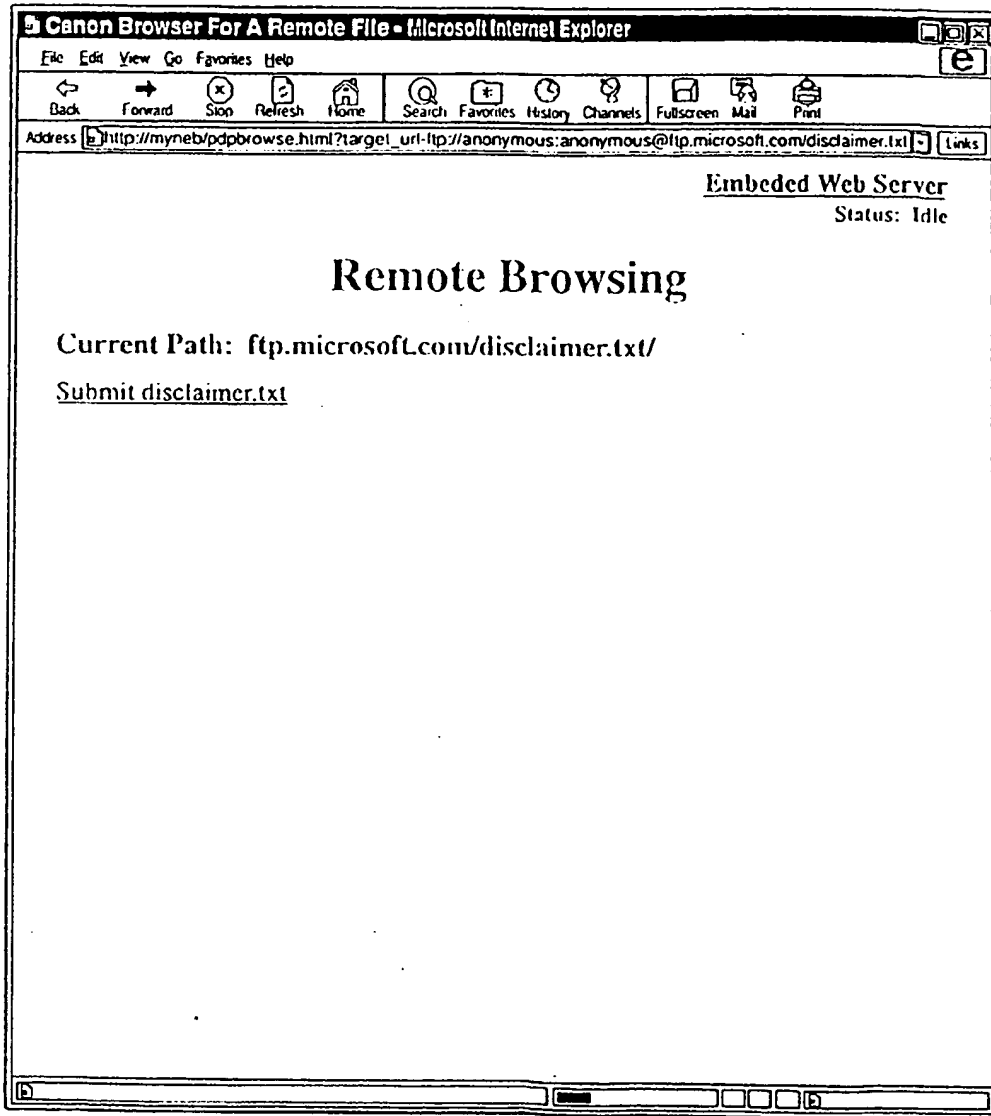 Canon Browser For A Remote File - Microsoft Internet Explorer
File Edit View Go Favorites Help
Back Forward Stop Refresh Home Search Favorites History Channels Fullscreen Mail Print
Address http://myneb/pdpbrowse.html?target_url-ftp://anonymous:anonymous@ftp.microsoft.com/disclaimer.txt Links
Embeded Web Server
Status: Idle
Remote Browsing
Current Path: ftp.microsoft.com/disclaimer.txt/
Submit disclaimer.txt